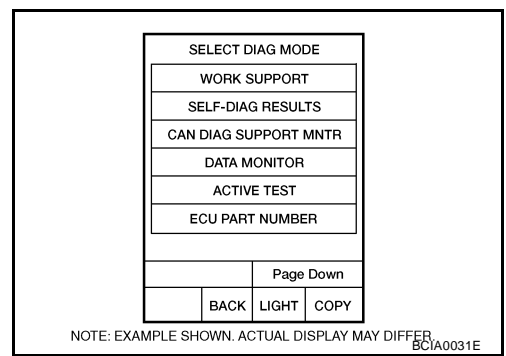 SELECT DIAG MODE
WORK SUPPORT
SELF-DIAG RESULTS
CAN DIAG SUPPORT MNTR
DATA MONITOR
ACTIVE TEST
ECU PART NUMBER
Page Down
BACK LIGHT COPY
NOTE: EXAMPLE SHOWN. ACTUAL DISPLAY MAY DIFFER.
BCIA0031E